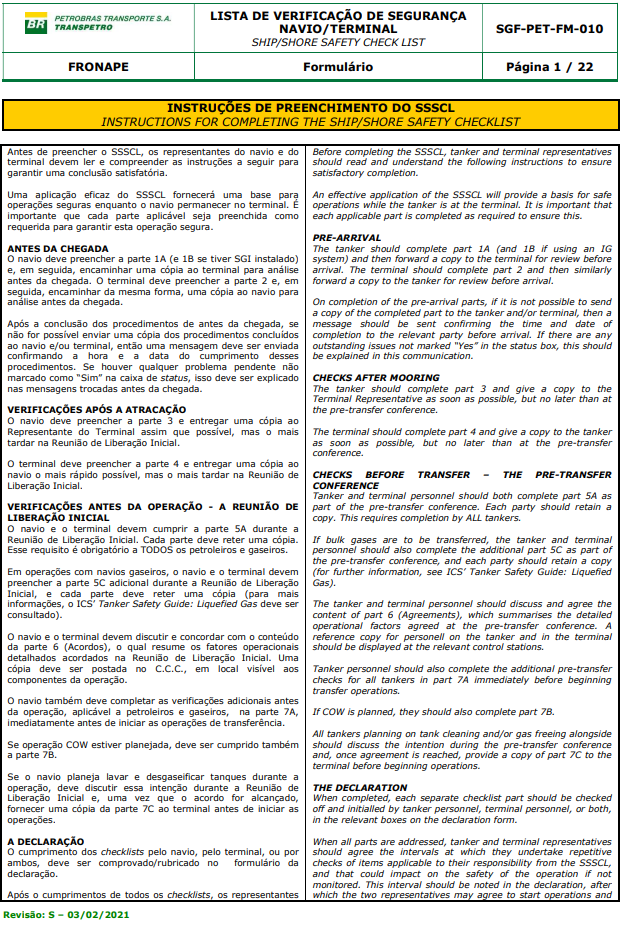 BR PETROBRAS TRANSPORTE S.A.
TRANSPETRO
LISTA DE VERIFICAÇÃO DE SEGURANÇA
NAVIO/TERMINAL
SHIP/SHORE SAFETY CHECK LIST
SGF-PET-FM-010
FRONAPE
Formulário
Página 1 / 22
INSTRUÇÕES DE PREENCHIMENTO DO SSSCL
INSTRUCTIONS FOR COMPLETING THE SHIP/SHORE SAFETY CHECKLIST
Antes de preencher o SSSCL, os representantes do navio e do
terminal devem ler e compreender as instruções a seguir para
garantir uma conclusão satisfatória.
Uma aplicação eficaz do SSSCL fornecerá uma base para
operações seguras enquanto o navio permanecer no terminal. É
importante que cada parte aplicável seja preenchida como
requerida para garantir esta operação segura.
ANTES DA CHEGADA
O navio deve preencher a parte 1A (e 1B se tiver SGI instalado)
e, em seguida, encaminhar uma cópia ao terminal para análise
antes da chegada. O terminal deve preencher a parte 2 e, em
seguida, encaminhar da mesma forma, uma cópia ao navio para
análise antes da chegada.
Após a conclusão dos procedimentos de antes da chegada, se
não for possível enviar uma cópia dos procedimentos concluídos
ao navio e/ou terminal, então uma mensagem deve ser enviada
confirmando a hora e a data do cumprimento desses
procedimentos. Se houver qualquer problema pendente não
marcado como "Sim" na caixa de status, isso deve ser explicado
nas mensagens trocadas antes da chegada.
VERIFICAÇÕES APÓS A ATRACAÇÃO
O navio deve preencher a parte 3 e entregar uma cópia ao
Representante do Terminal assim que possível, mas o mais
tardar na Reunião de Liberação Inicial.
O terminal deve preencher a parte 4 e entregar uma cópia ao
navio o mais rápido possível, mas o mais tardar na Reunião de
Liberação Inicial.
VERIFICAÇÕES ANTES DA OPERAÇÃO - A REUNIÃO DE
LIBERAÇÃO INICIAL
O navio e o terminal devem cumprir a parte 5A durante a
Reunião de Liberação Inicial. Cada parte deve reter uma cópia.
Esse requisito é obrigatório a TODOS os petroleiros e gaseiros.
Em operações com navios gaseiros, o navio e o terminal devem
preencher a parte 5C adicional durante a Reunião de Liberação
Inicial, e cada parte deve reter uma cópia (para mais
informações, o ICS' Tanker Safety Guide: Liquefied Gas deve ser
consultado).
O navio e o terminal devem discutir e concordar com o conteúdo
da parte 6 (Acordos), o qual resume os fatores operacionais
detalhados acordados na Reunião de Liberação Inicial. Uma
cópia deve ser postada no C.C.C., em local visível aos
componentes da operação.
O navio também deve completar as verificações adicionais antes
da operação, aplicável a petroleiros e gaseiros, na parte 7A,
imediatamente antes de iniciar as operações de transferência.
Se operação COW estiver planejada, deve ser cumprido também
a parte 7B.
Se o navio planeja lavar e desgaseificar tanques durante a
operação, deve discutir essa intenção durante a Reunião de
Liberação Inicial e, uma vez que o acordo for alcançado,
fornecer uma cópia da parte 7C ao terminal antes de iniciar as
operações.
A DECLARAÇÃO
O cumprimento dos checklists pelo navio, pelo terminal, ou por
ambos, deve ser comprovado/rubricado no formulário da
declaração.
Após o cumprimentos de todos os checklists, os representantes
Before completing the SSSCL, tanker and terminal representatives
should read and understand the following instructions to ensure
satisfactory completion.
An effective application of the SSSCL will provide a basis for safe
operations while the tanker is at the terminal. It is important that
each applicable part is completed as required to ensure this.
PRE-ARRIVAL
The tanker should complete part 1A (and 1B if using an IG
system) and then forward a copy to the terminal for review before
arrival. The terminal should complete part 2 and then similarly
forward a copy to the tanker for review before arrival.
On completion of the pre-arrival parts, if it is not possible to send
a copy of the completed part to the tanker and/or terminal, then a
message should be sent confirming the time and date of
completion to the relevant party before arrival. If there are any
outstanding issues not marked "Yes" in the status box, this should
be explained in this communication.
CHECKS AFTER MOORING
The tanker should complete part 3 and give a copy to the
Terminal Representative as soon as possible, but no later than at
the pre-transfer conference.
The terminal should complete part 4 and give a copy to the tanker
as soon as possible, but no later than at the pre-transfer
conference.
CHECKS BEFORE TRANSFER – THE PRE-TRANSFER
CONFERENCE
Tanker and terminal personnel should both complete part 5A as
part of the pre-transfer conference. Each party should retain a
copy. This requires completion by ALL tankers.
If bulk gases are to be transferred, the tanker and terminal
personnel should also complete the additional part 5C as part of
the pre-transfer conference, and each party should retain a copy
(for further information, see ICS' Tanker Safety Guide: Liquefied
Gas).
The tanker and terminal personnel should discuss and agree the
content of part 6 (Agreements), which summarises the detailed
operational factors agreed at the pre-transfer conference. A
reference copy for personell on the tanker and in the terminal
should be displayed at the relevant control stations.
Tanker personnel should also complete the additional pre-transfer
checks for all tankers in part 7A immediately before beginning
transfer operations.
If COW is planned, they should also complete part 7B.
All tankers planning on tank cleaning and/or gas freeing alongside
should discuss the intention during the pre-transfer conference
and, once agreement is reached, provide a copy of part 7C to the
terminal before beginning operations.
THE DECLARATION
When completed, each separate checklist part should be checked
off and initialled by tanker personnel, terminal personnel, or both,
in the relevant boxes on the declaration form.
When all parts are addressed, tanker and terminal representatives
should agree the intervals at which they undertake repetitive
checks of items applicable to their responsibility from the SSSCL,
and that could impact on the safety of the operation if not
monitored. This interval should be noted in the declaration, after
which the two representatives may agree to start operations and
Revisão: S – 03/02/2021